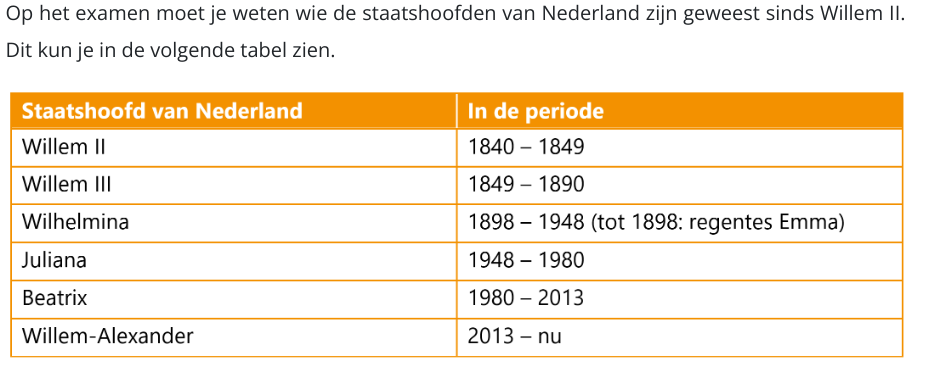 Op het examen moet je weten wie de staatshoofden van Nederland zijn geweest sinds Willem II.
Dit kun je in de volgende tabel zien.
Staatshoofd van Nederland In de periode
Willem II 1840 – 1849
Willem III 1849 – 1890
Wilhelmina 1898 – 1948 (tot 1898: regentes Emma)
Juliana 1948 – 1980
Beatrix 1980 – 2013
Willem-Alexander 2013 – nu